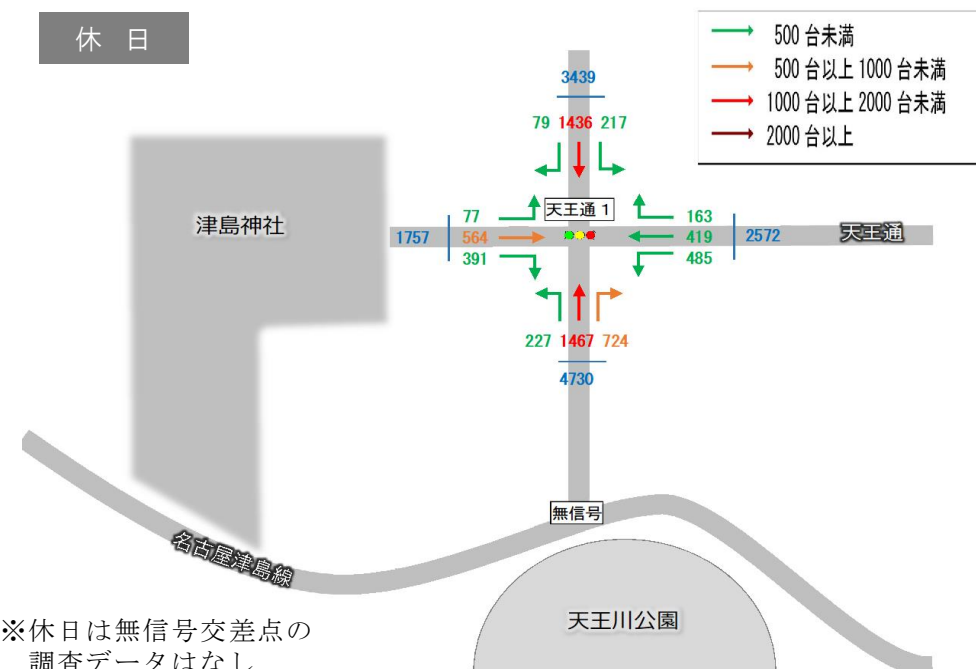 休 日
500 台未満
500 台以上 1000 台未満
1000 台以上 2000 台未満
2000 台以上
3439
79 1436 217
津島神社
天王通 1
77
163
1757
564
419
2572
天王通
391
485
227 1467 724
4730
無信号
名古屋津島線
天王川公園
※休日は無信号交差点の
調査データはなし